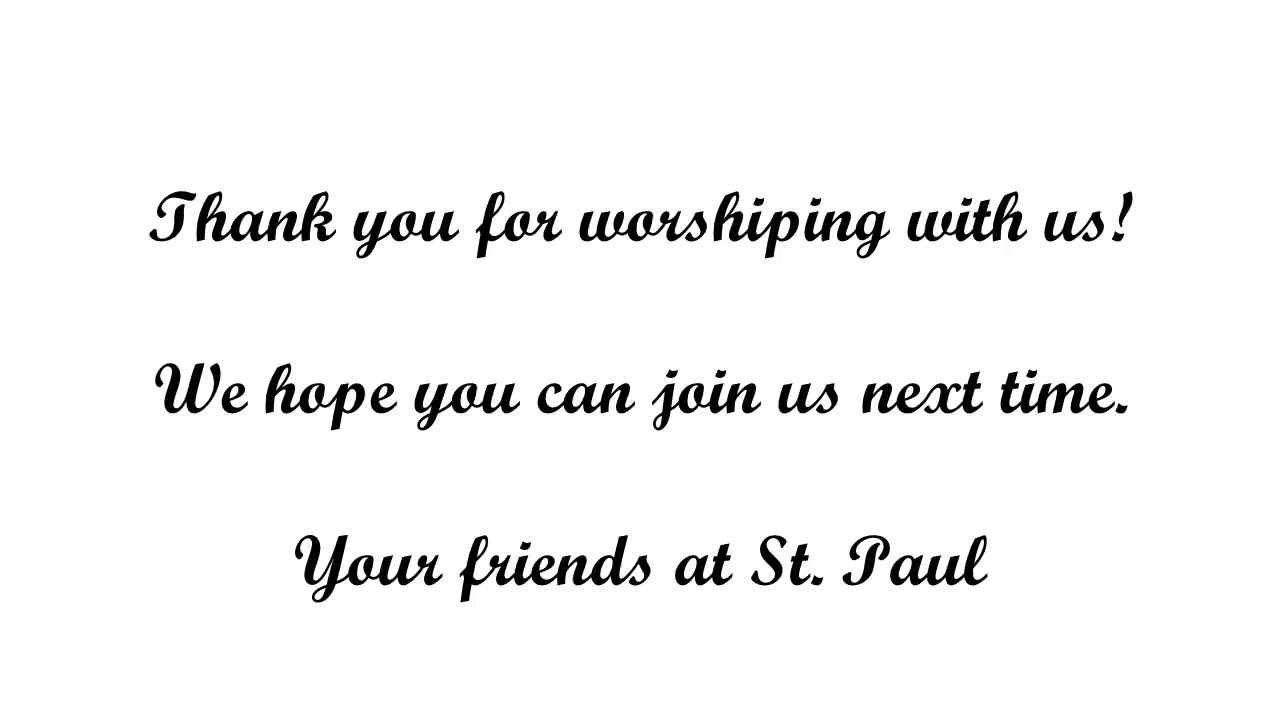 Thank you for worshiping with us!
We hope you can join us next time.
Your friends at St. Paul